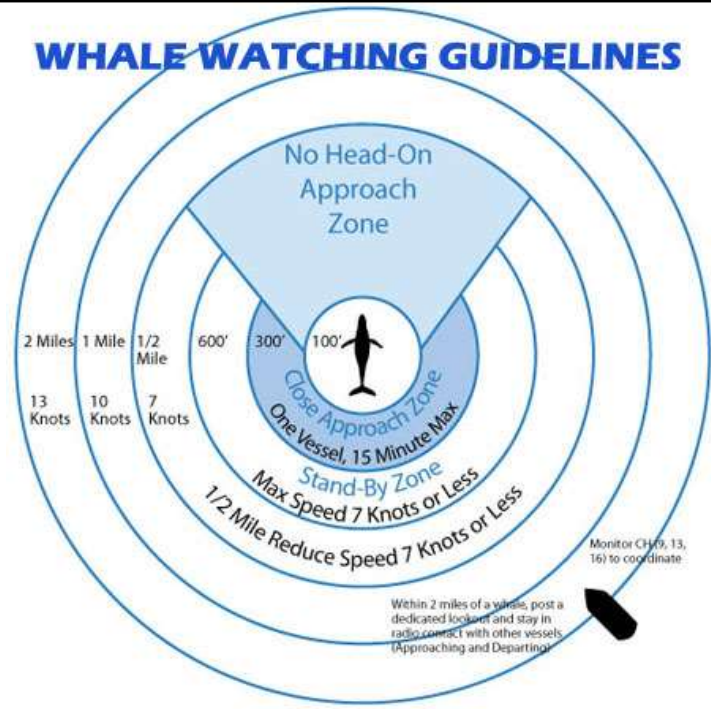 WHALE WATCHING GUIDELINES
No Head-On
Approach
Zone
2 Miles
1 Mile
1/2
Mile
600'
300'
100'
13
Knots
10
Knots
7
Knots
Close Approach Zone
One Vessel, 15 Minute Max
Stand-By Zone
Max Speed 7 Knots or Less
1/2 Mile Reduce Speed 7 Knots or Less
Monitor CH (9, 13,
16) to coordinate
Within 2 miles of a whale, post a
dedicated lookout and stay in
radio contact with other vessels
(Approaching and Departing)